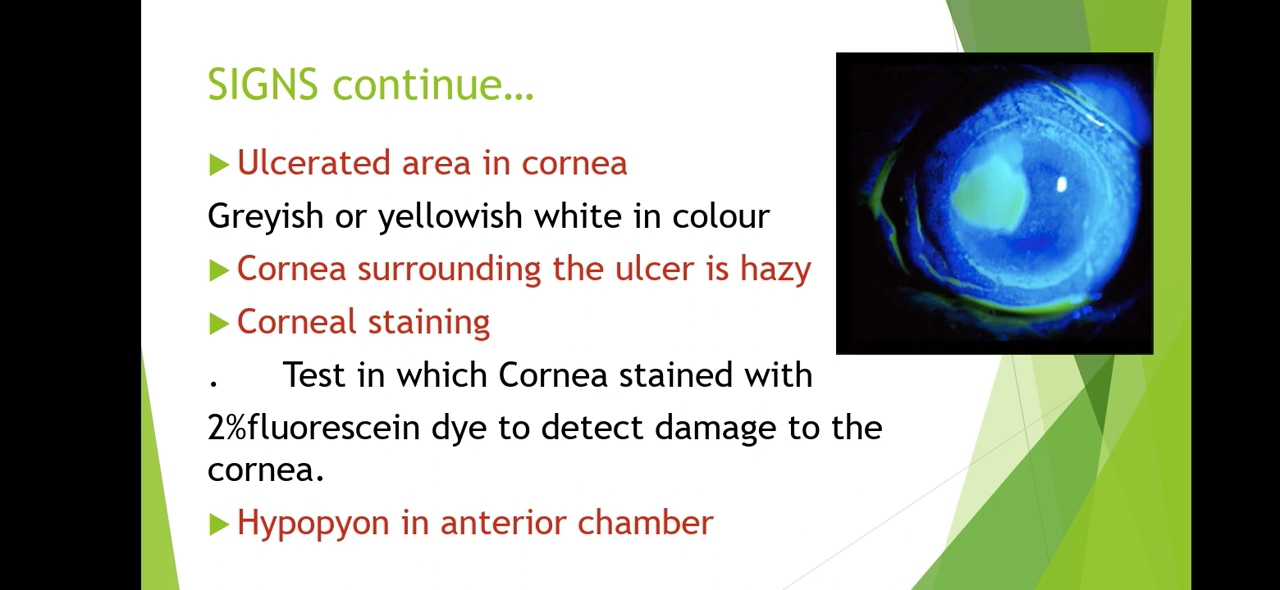 SIGNS continue...
Ulcerated area in cornea
Greyish or yellowish white in colour
Cornea surrounding the ulcer is hazy
Corneal staining
. Test in which Cornea stained with
2%fluorescein dye to detect damage to the
cornea.
Hypopyon in anterior chamber